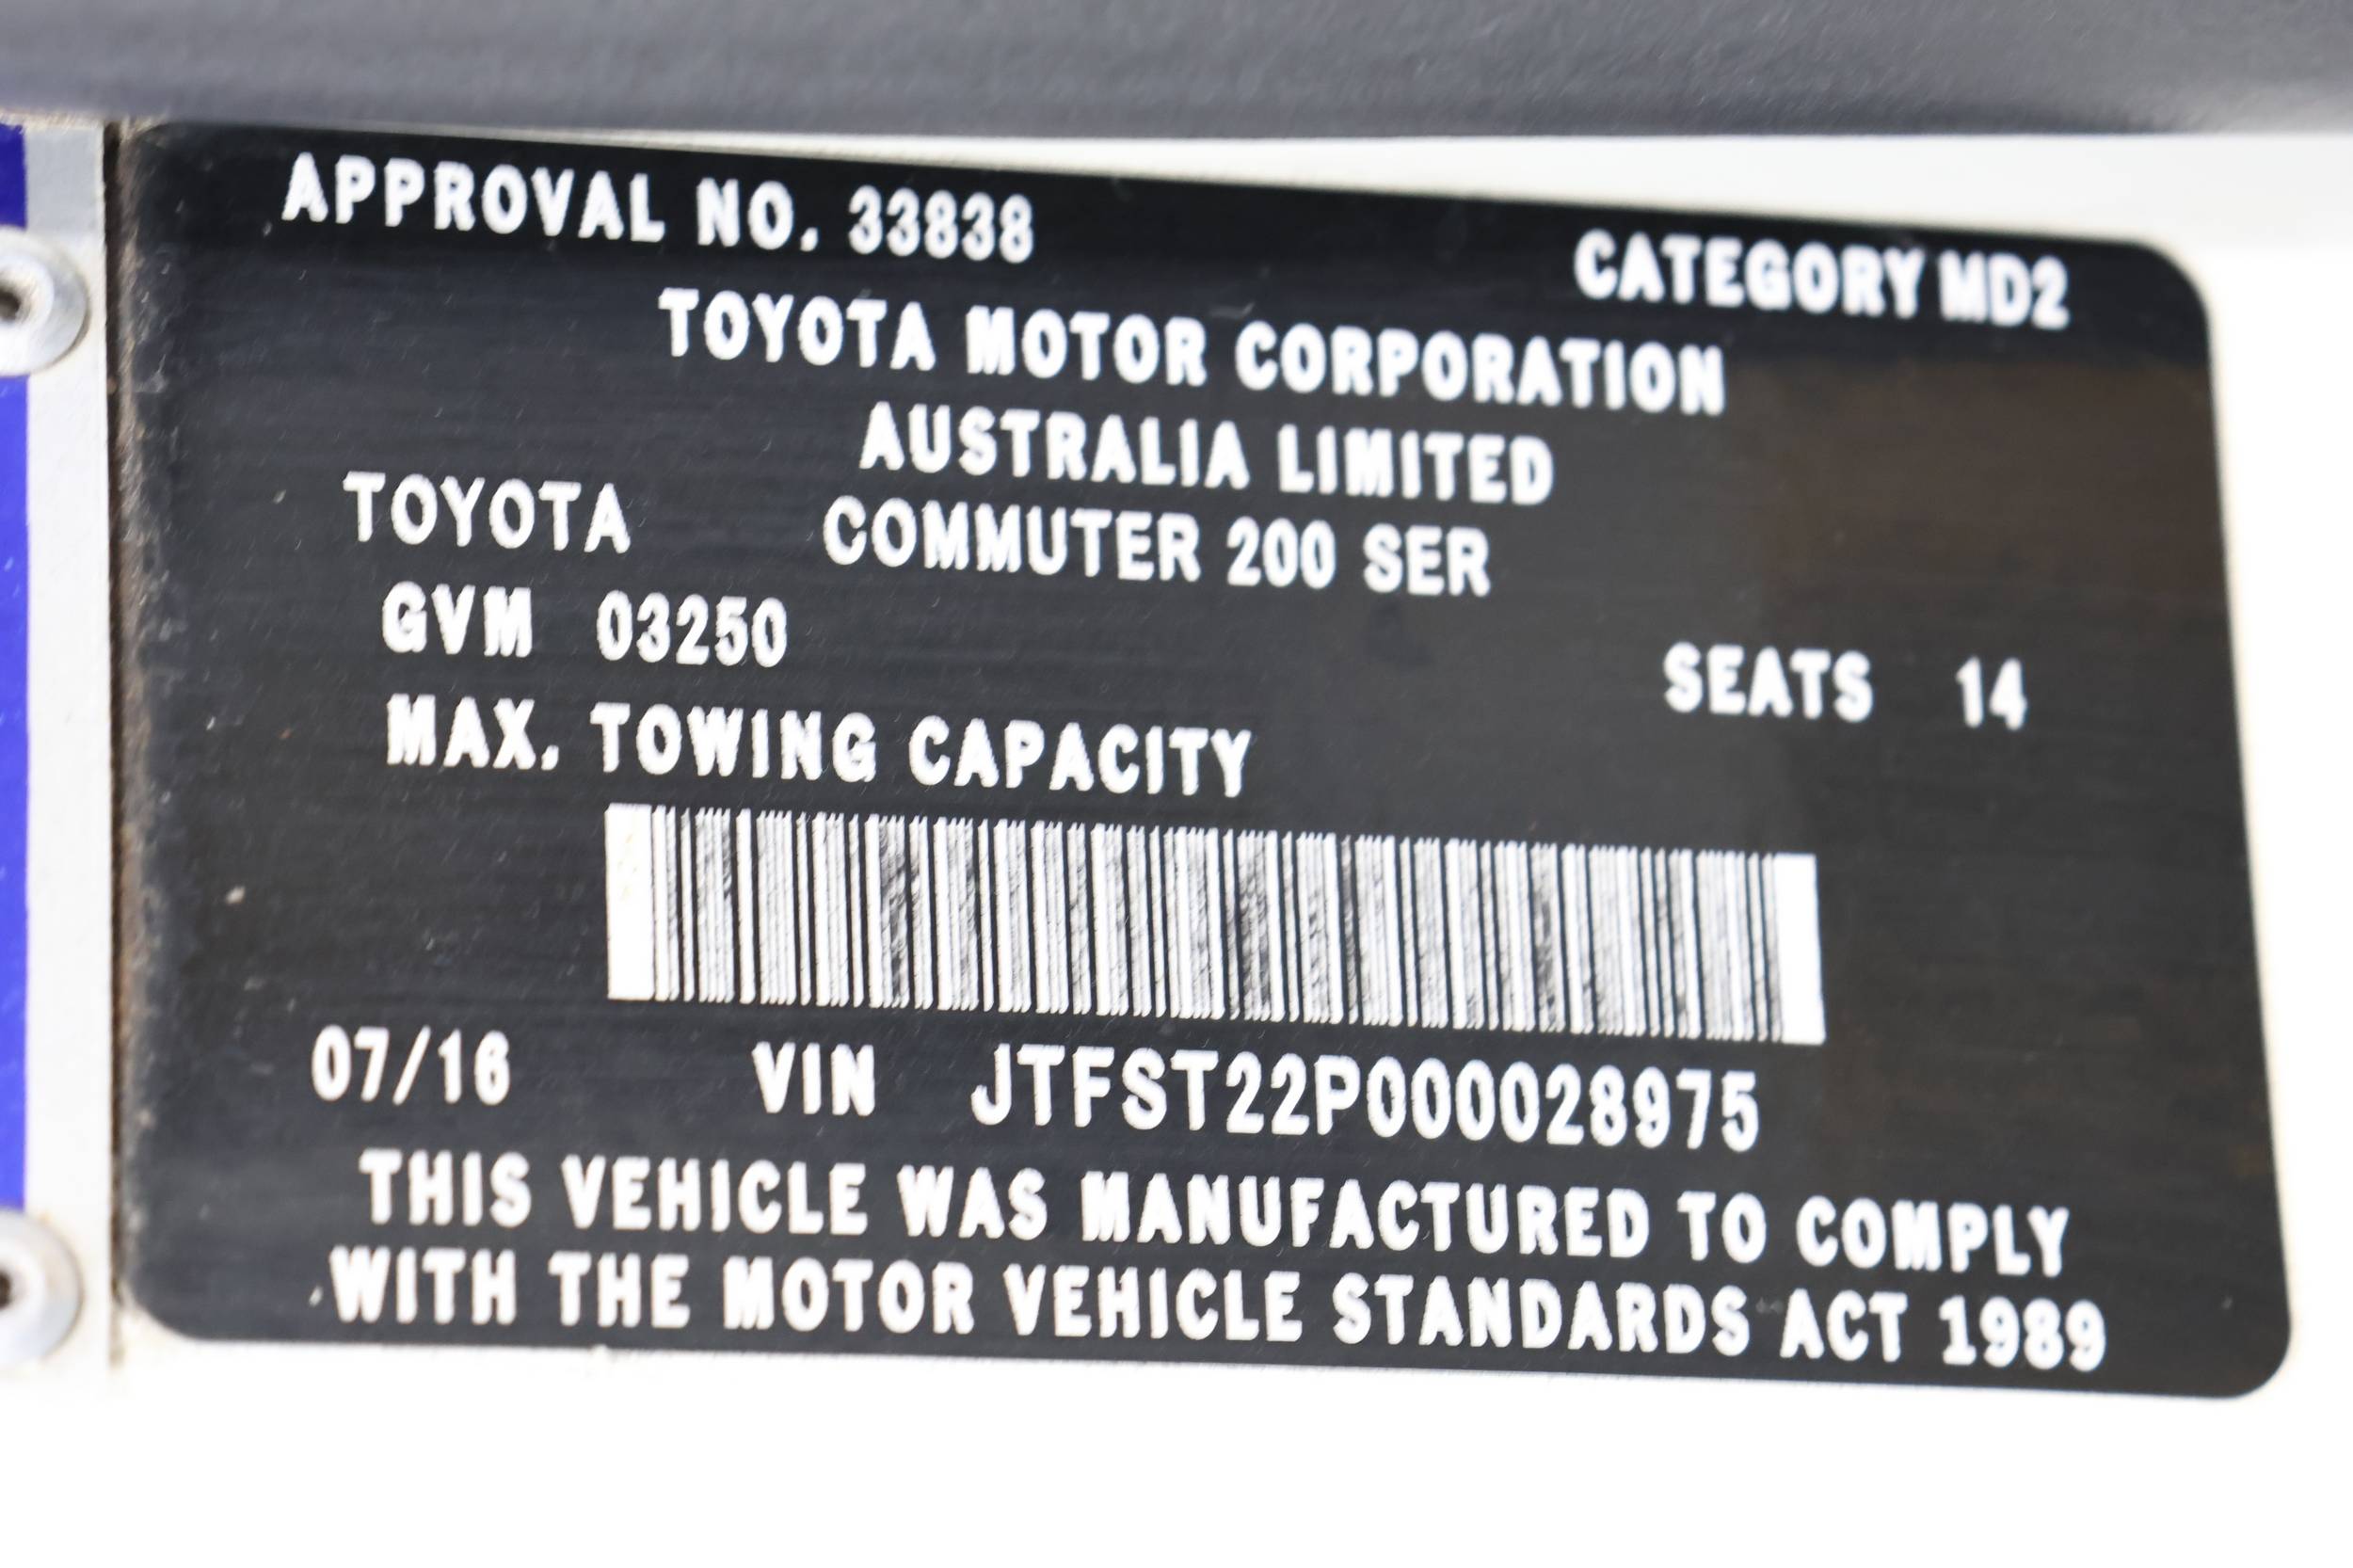 APPROVAL NO. 33838 CATEGORY MD2
TOYOTA MOTOR CORPORATION
AUSTRALIA LIMITED
TOYOTA COMMUTER 200 SER
GVM 03250 SEATS 14
MAX. TOWING CAPACITY
07/16 VIN JTFST22P000028975
THIS VEHICLE WAS MANUFACTURED TO COMPLY
WITH THE MOTOR VEHICLE STANDARDS ACT 1989